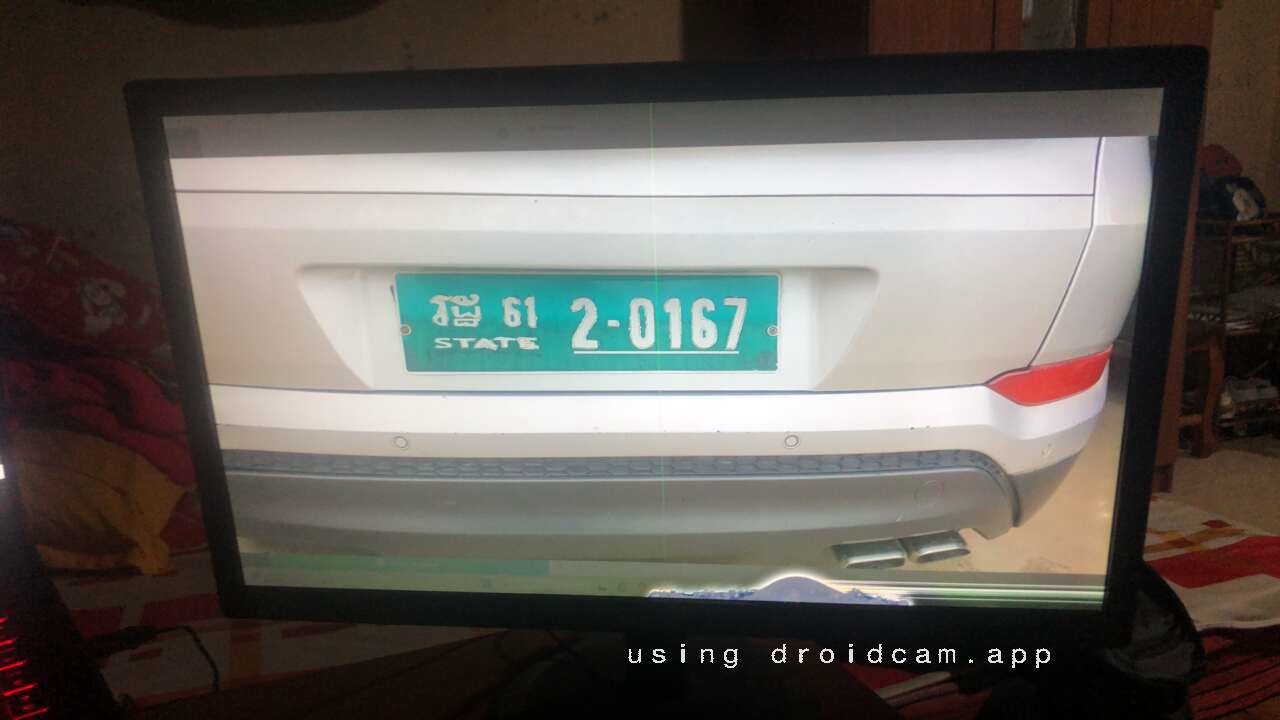 រដ្ឋ 61 2-0167
STATE
using droidcam.app